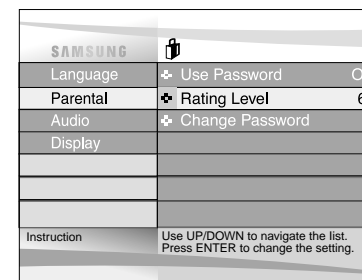 SAMSUNG
Language Use Password O
Parental Rating Level 6
Audio Change Password
Display
Instruction Use UP/DOWN to navigate the list.
Press ENTER to change the setting.